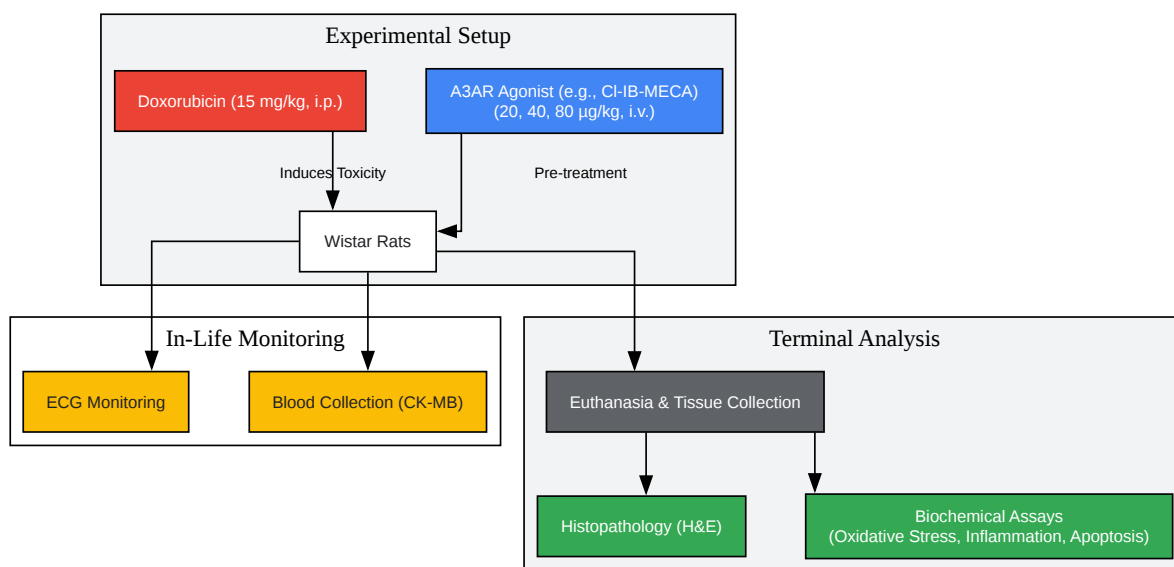 Experimental Setup
Doxorubicin (15 mg/kg, i.p.)
A3AR Agonist (e.g., Cl-IB-MECA)
(20, 40, 80 µg/kg, i.v.)
Induces Toxicity
Pre-treatment
Wistar Rats
In-Life Monitoring
ECG Monitoring
Blood Collection (CK-MB)
Terminal Analysis
Euthanasia & Tissue Collection
Histopathology (H&E)
Biochemical Assays
(Oxidative Stress, Inflammation, Apoptosis)